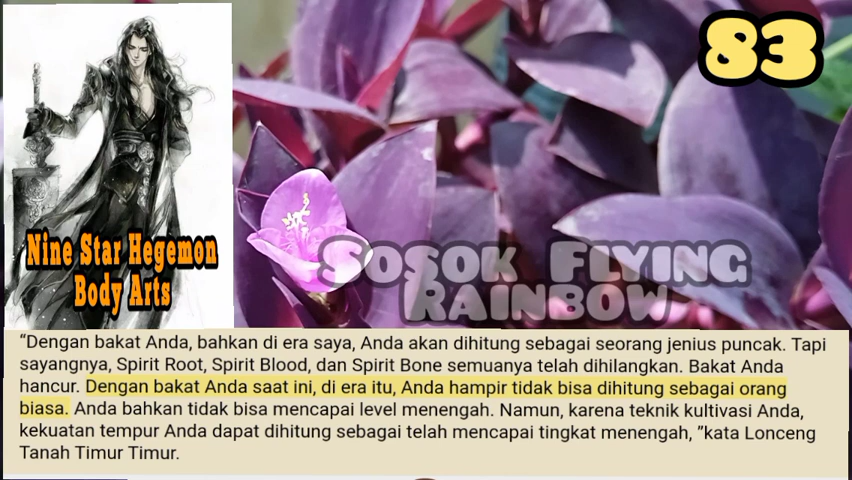 83
Nine Star Hegemon
Body Arts
Sosok Flying
Rainbow
“Dengan bakat Anda, bahkan di era saya, Anda akan dihitung sebagai seorang jenius puncak. Tapi
sayangnya, Spirit Root, Spirit Blood, dan Spirit Bone semuanya telah dihilangkan. Bakat Anda
hancur. Dengan bakat Anda saat ini, di era itu, Anda hampir tidak bisa dihitung sebagai orang
biasa. Anda bahkan tidak bisa mencapai level menengah. Namun, karena teknik kultivasi Anda,
kekuatan tempur Anda dapat dihitung sebagai telah mencapai tingkat menengah, ”kata Lonceng
Tanah Timur Timur.